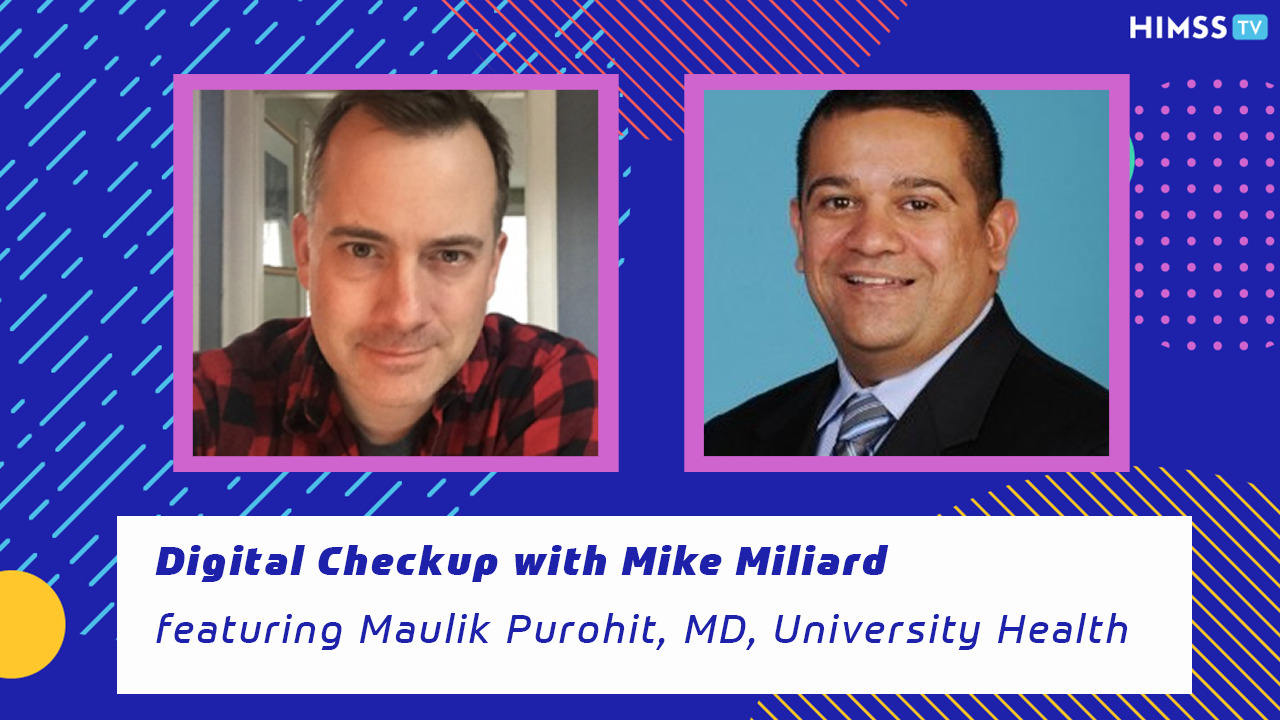 HIMSS TV
Digital Checkup with Mike Miliard
featuring Maulik Purohit, MD, University Health